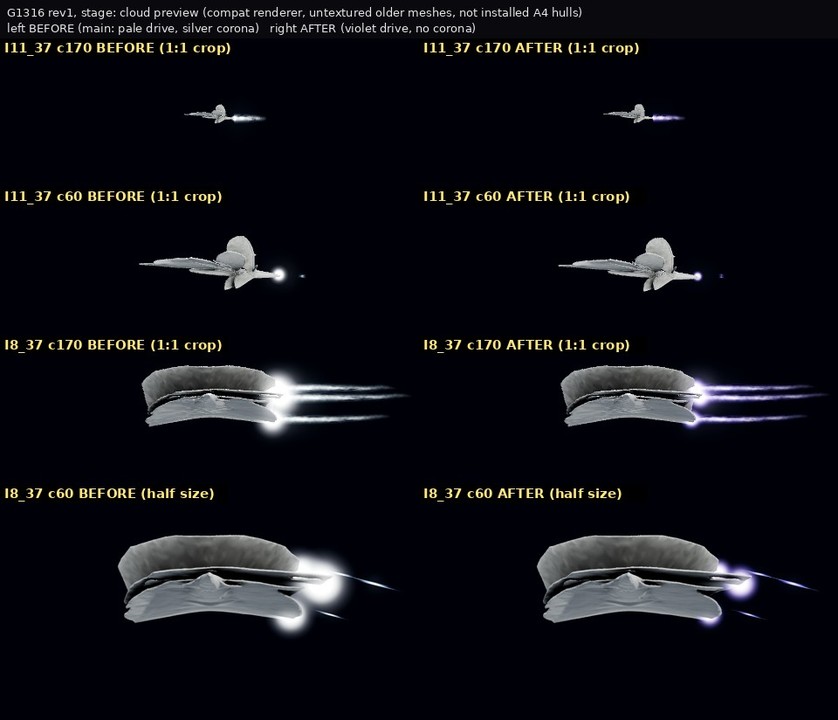 G1316 rev1, stage: cloud preview (compat renderer, untextured older meshes, not installed A4 hulls)
left BEFORE (main: pale drive, silver corona)   right AFTER (violet drive, no corona)
I11_37 c170 BEFORE (1:1 crop)
I11_37 c170 AFTER (1:1 crop)
I11_37 c60 BEFORE (1:1 crop)
I11_37 c60 AFTER (1:1 crop)
I8_37 c170 BEFORE (1:1 crop)
I8_37 c170 AFTER (1:1 crop)
I8_37 c60 BEFORE (half size)
I8_37 c60 AFTER (half size)